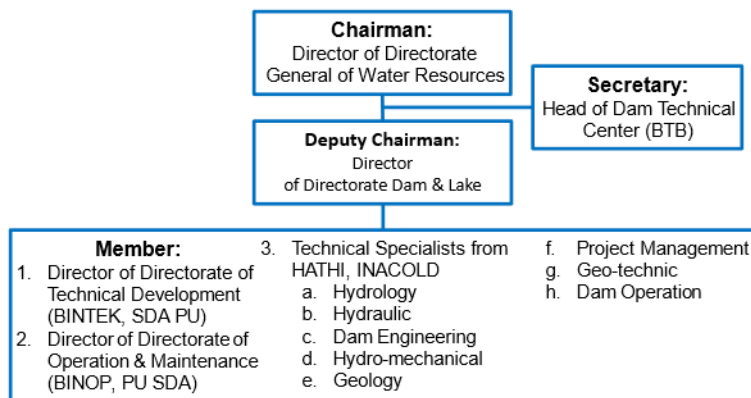 Chairman:
Director of Directorate
General of Water Resources
Secretary:
Head of Dam Technical
Center (BTB)
Deputy Chairman:
Director
of Directorate Dam & Lake
Member:
1. Director of Directorate of
Technical Development
(BINTEK, SDA PU)
2. Director of Directorate of
Operation & Maintenance
(BINOP, PU SDA)
3. Technical Specialists from
HATHI, INACOLD
a. Hydrology
b. Hydraulic
c. Dam Engineering
d. Hydro-mechanical
e. Geology
f. Project Management
g. Geo-technic
h. Dam Operation